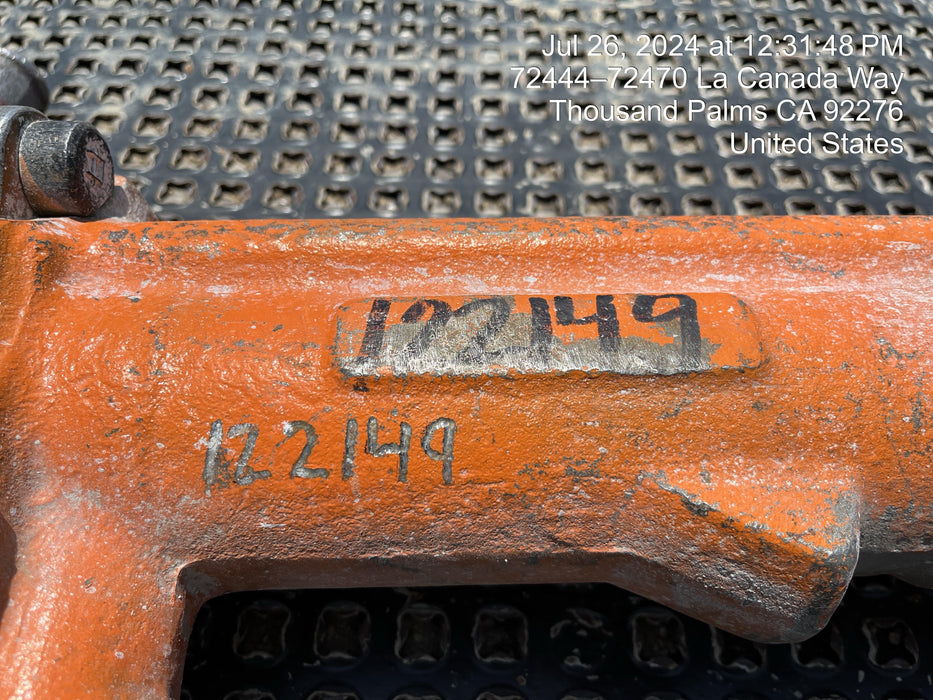 Jul 26, 2024 at 12:31:48 PM
72444–72470 La Canada Way
Thousand Palms CA 92276
United States
122149
122149